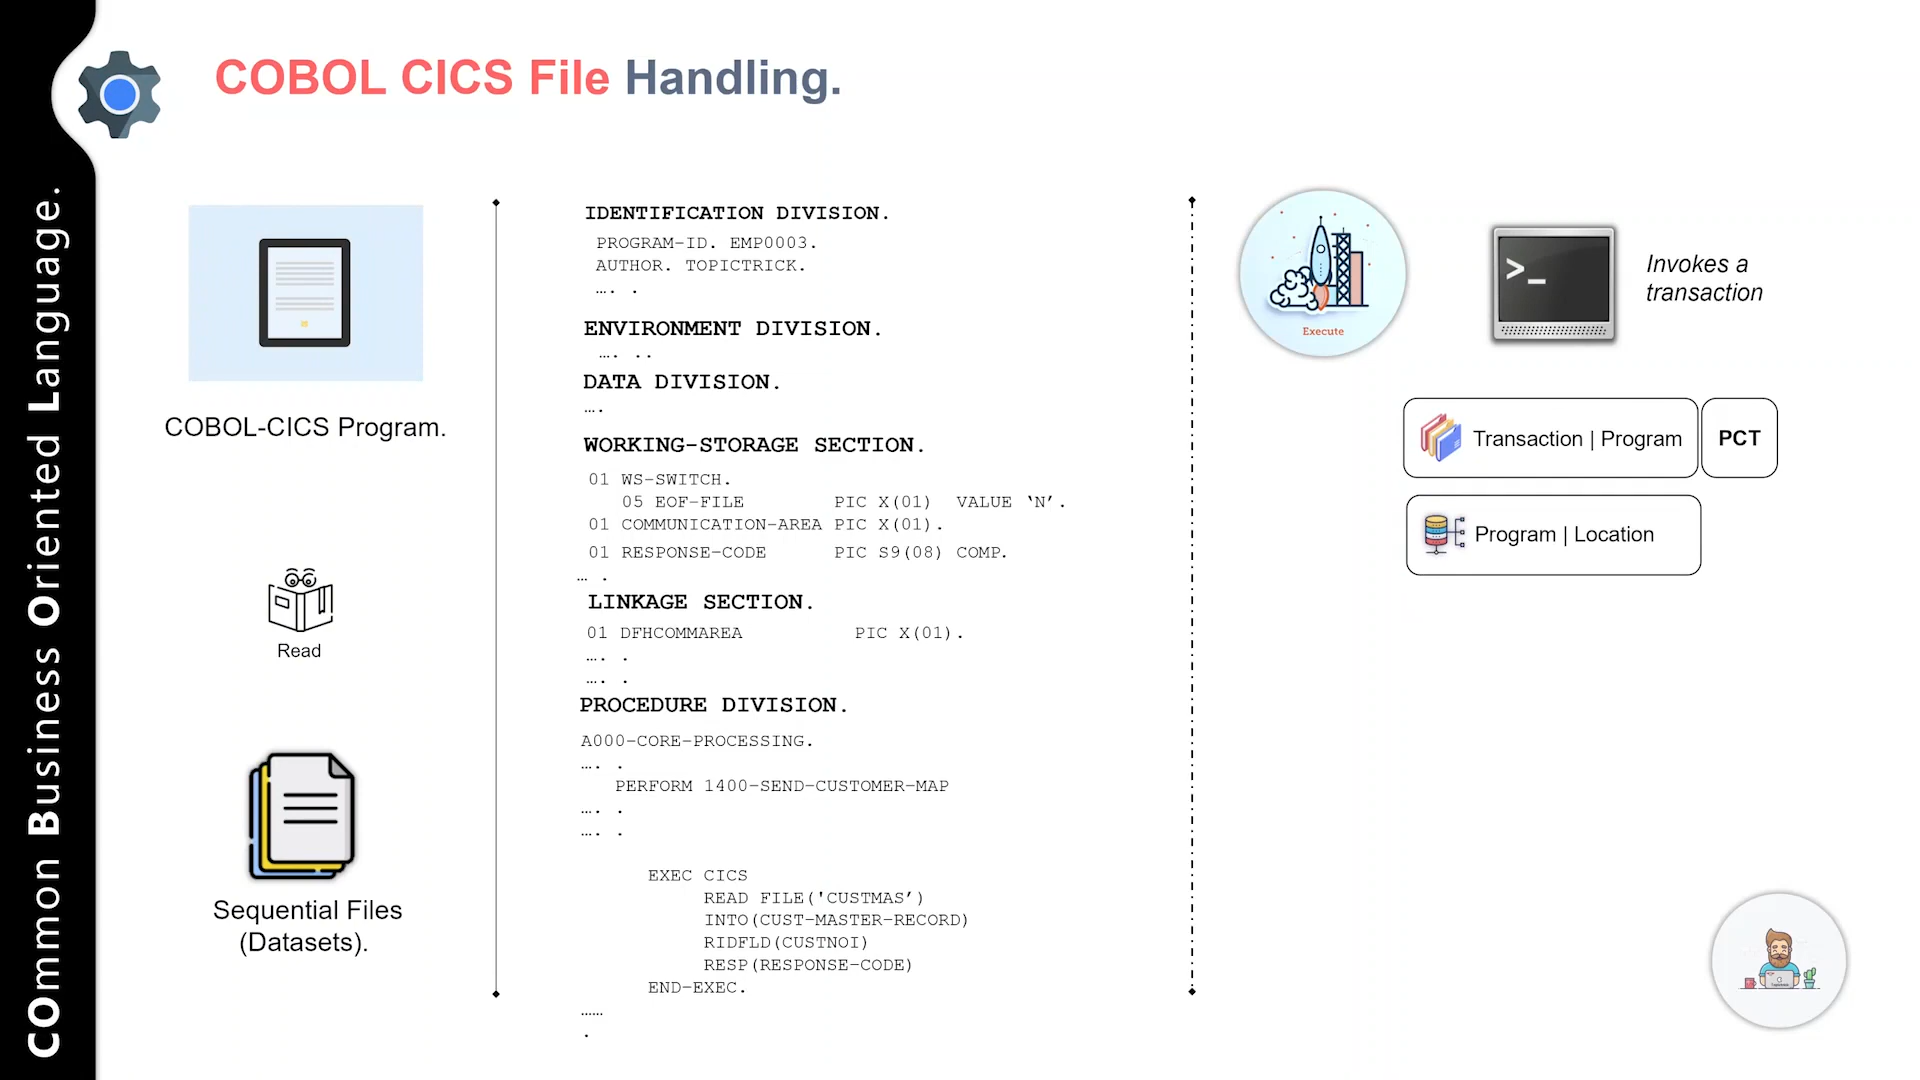 COmmon Business Oriented Language.
COBOL CICS File Handling.
COBOL-CICS Program.
Read
Sequential Files
(Datasets).
IDENTIFICATION DIVISION.
PROGRAM-ID. EMP0003.
AUTHOR. TOPICTRICK.
…. .
ENVIRONMENT DIVISION.
…. ..
DATA DIVISION.
….
WORKING-STORAGE SECTION.
01 WS-SWITCH.
05 EOF-FILE PIC X(01) VALUE ‘N’.
01 COMMUNICATION-AREA PIC X(01).
01 RESPONSE-CODE PIC S9(08) COMP.
… .
LINKAGE SECTION.
01 DFHCOMMAREA PIC X(01).
…. .
…. .
PROCEDURE DIVISION.
A000-CORE-PROCESSING.
…. .
PERFORM 1400-SEND-CUSTOMER-MAP
…. .
…. .
EXEC CICS
READ FILE('CUSTMAS’)
INTO(CUST-MASTER-RECORD)
RIDFLD(CUSTNOI)
RESP(RESPONSE-CODE)
END-EXEC.
……
.
Execute
>_
Invokes a
transaction
Transaction | Program
PCT
Program | Location